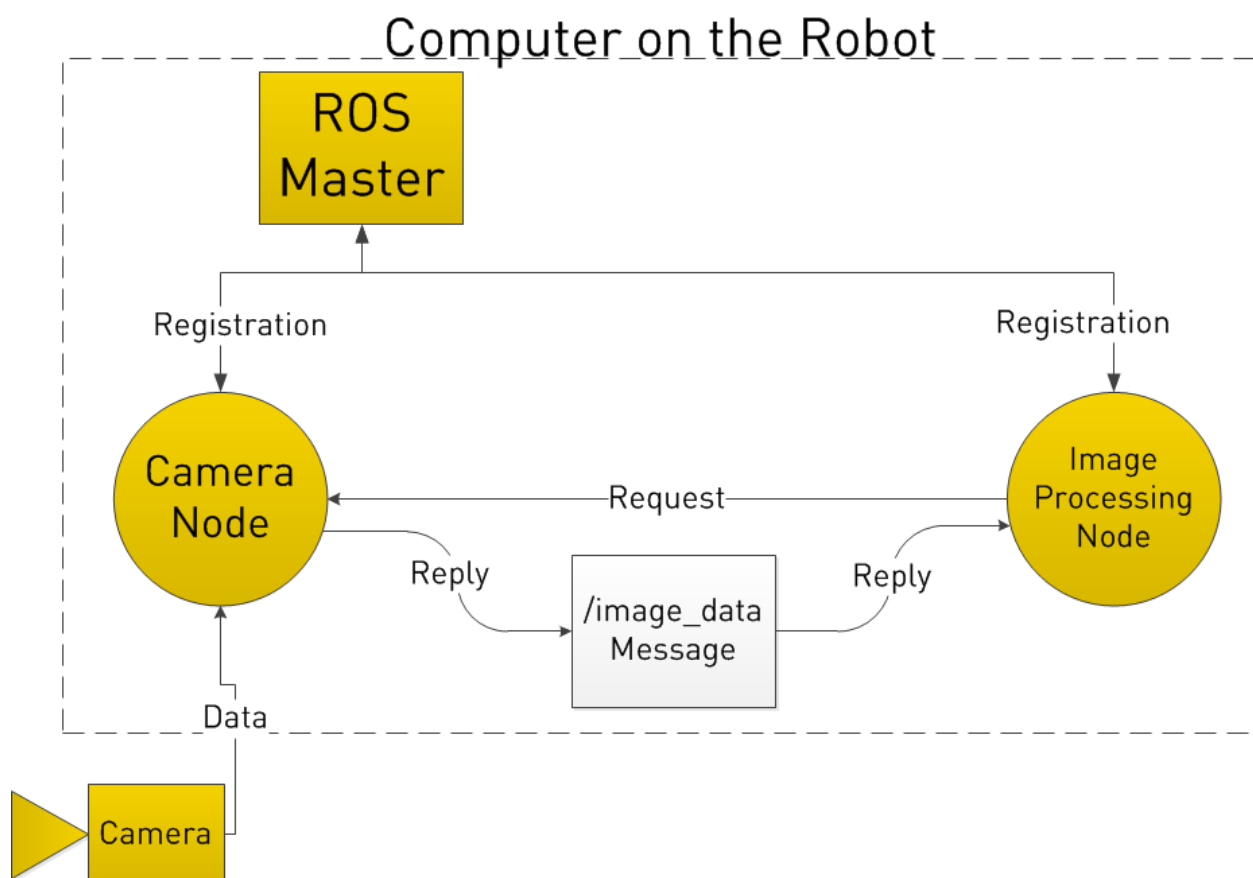 Computer on the Robot
ROS
Master
Registration
Registration
Camera
Node
Request
Image
Processing
Node
Reply
Reply
/image_data
Message
Data
Camera